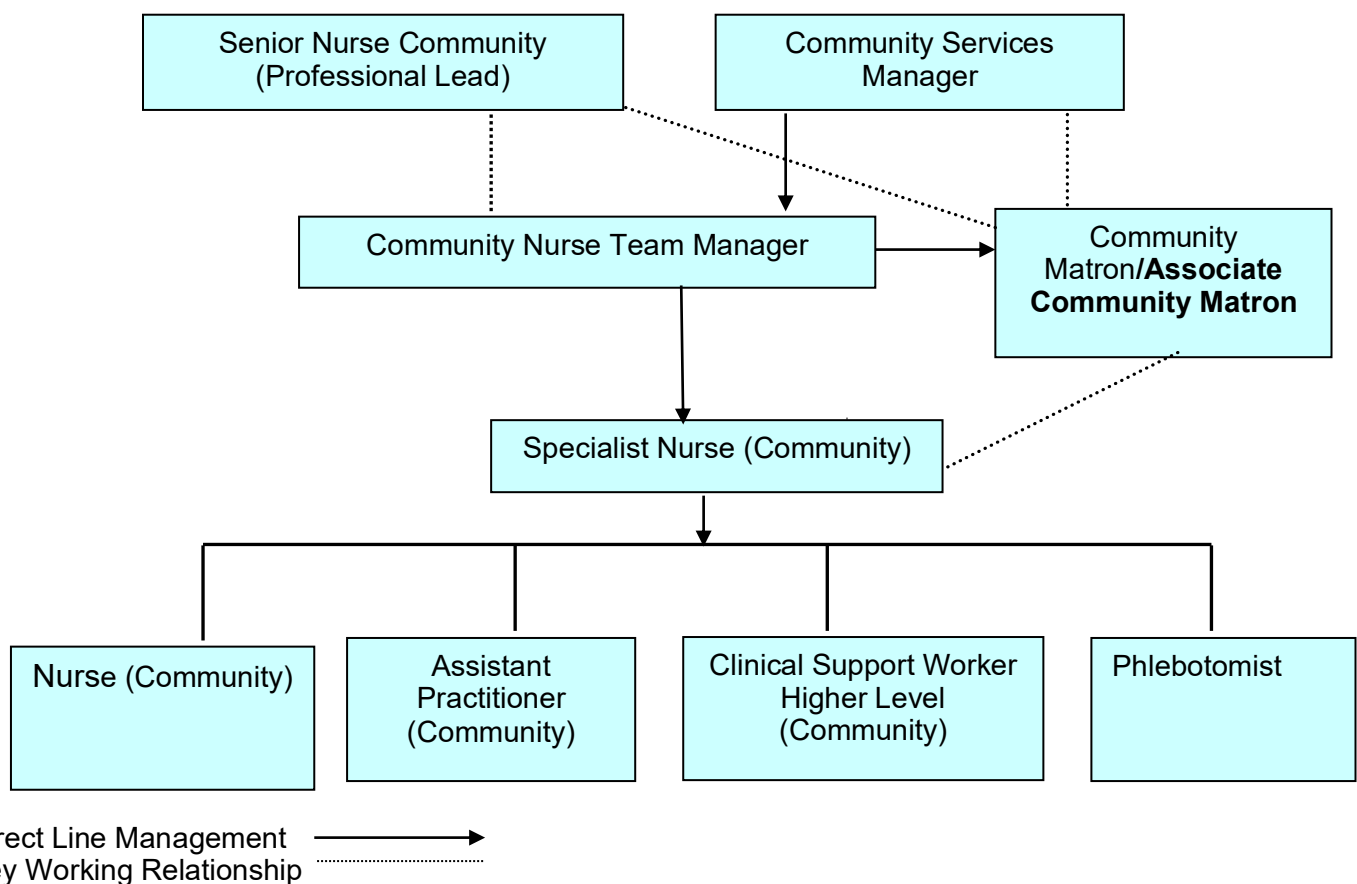 Senior Nurse Community
(Professional Lead)
Community Services
Manager
Community Nurse Team Manager
Community
Matron/Associate
Community Matron
Specialist Nurse (Community)
Nurse (Community)
Assistant
Practitioner
(Community)
Clinical Support Worker
Higher Level
(Community)
Phlebotomist
rect Line Management
ey Working Relationship